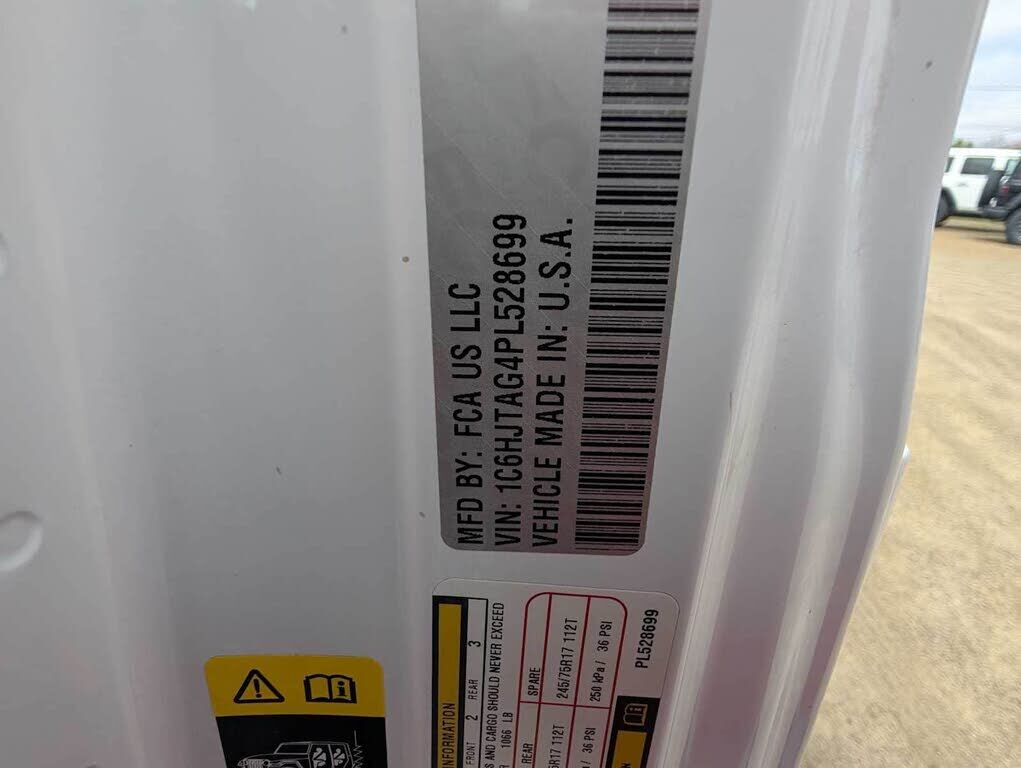 MFD BY: FCA US LLC
VIN: 1C6HJTAG4PL528699
VEHICLE MADE IN: U.S.A.
INFORMATION
FRONT 2 REAR 3
AND CARGO SHOULD NEVER EXCEED
1066 LB
REAR SPARE
112T 245/75R17 112T
36 PSI 250 kPa / 36 PSI
PL528699